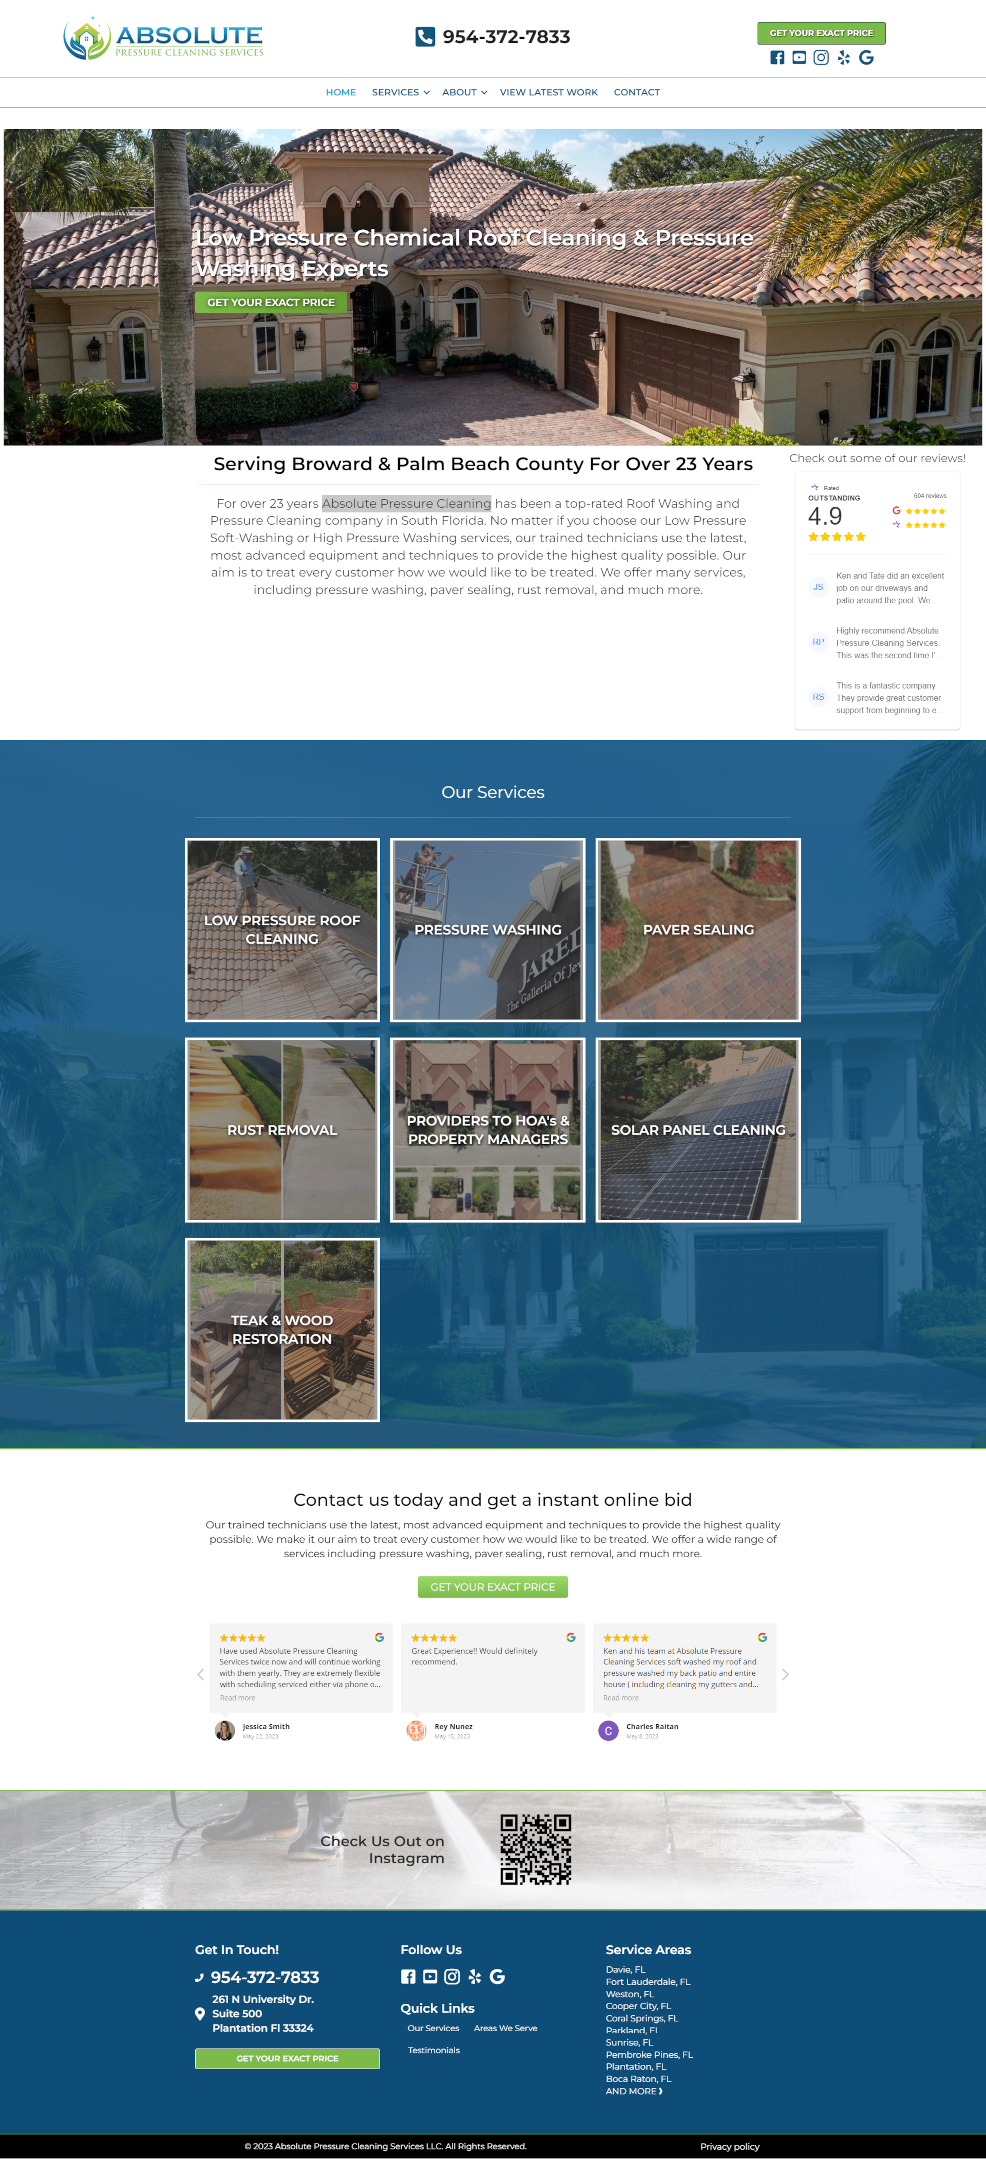 ABSOLUTE
PRESSURE CLEANING SERVICES
954-372-7833
GET YOUR EXACT PRICE
HOME SERVICES ABOUT VIEW LATEST WORK CONTACT
Low Pressure Chemical Roof Cleaning & Pressure
Washing Experts
GET YOUR EXACT PRICE
Serving Broward & Palm Beach County For Over 23 Years
For over 23 years Absolute Pressure Cleaning has been a top-rated Roof Washing and
Pressure Cleaning company in South Florida. No matter if you choose our Low Pressure
Soft-Washing or High Pressure Washing services, our trained technicians use the latest,
most advanced equipment and techniques to provide the highest quality possible. Our
aim is to treat every customer how we would like to be treated. We offer many services,
including pressure washing, paver sealing, rust removal, and much more.
Check out some of our reviews!
Rated
OUTSTANDING
604 reviews
4.9
JS
Ken and Tate did an excellent
job on our driveways and
patio around the pool. We
RP
Highly recommend Absolute
Pressure Cleaning Services.
This was the second time I'...
RS
This is a fantastic company.
They provide great customer
support from beginning to e...
Our Services
LOW PRESSURE ROOF
CLEANING
PRESSURE WASHING
JARED
The Galleria Of Jew
PAVER SEALING
RUST REMOVAL
PROVIDERS TO HOA's &
PROPERTY MANAGERS
SOLAR PANEL CLEANING
TEAK & WOOD
RESTORATION
Contact us today and get a instant online bid
Our trained technicians use the latest, most advanced equipment and techniques to provide the highest quality
possible. We make it our aim to treat every customer how we would like to be treated. We offer a wide range of
services including pressure washing, paver sealing, rust removal, and much more.
GET YOUR EXACT PRICE
Have used Absolute Pressure Cleaning
Services twice now and will continue working
with them yearly. They are extremely flexible
with scheduling serviced either via phone o...
Read more
Jessica Smith
May 22, 2023
Great Experience!! Would definitely
recommend.
Rey Nunez
May 15, 2023
Ken and his team at Absolute Pressure
Cleaning Services soft washed my roof and
pressure washed my back patio and entire
house ( including cleaning my gutters and...
Read more
C
Charles Raitan
May 8, 2023
Check Us Out on
Instagram
Get In Touch!
954-372-7833
261 N University Dr.
Suite 500
Plantation Fl 33324
GET YOUR EXACT PRICE
Follow Us
Quick Links
Our Services Areas We Serve
Testimonials
Service Areas
Davie, FL
Fort Lauderdale, FL
Weston, FL
Cooper City, FL
Coral Springs, FL
Parkland, FL
Sunrise, FL
Pembroke Pines, FL
Plantation, FL
Boca Raton, FL
AND MORE ❯
© 2023 Absolute Pressure Cleaning Services LLC. All Rights Reserved.
Privacy policy